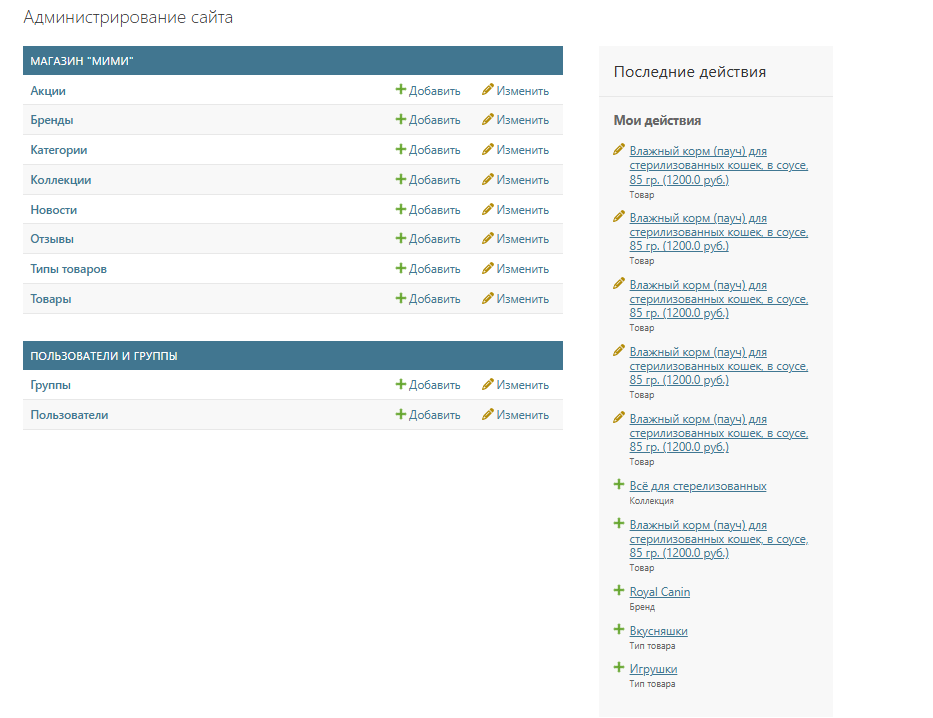 Администрирование сайта
МАГАЗИН "МИМИ"
Акции Добавить Изменить
Бренды Добавить Изменить
Категории Добавить Изменить
Коллекции Добавить Изменить
Новости Добавить Изменить
Отзывы Добавить Изменить
Типы товаров Добавить Изменить
Товары Добавить Изменить
ПОЛЬЗОВАТЕЛИ И ГРУППЫ
Группы Добавить Изменить
Пользователи Добавить Изменить
Последние действия
Мои действия
Влажный корм (пауч) для
стерилизованных кошек, в соусе,
85 гр. (1200.0 руб.)
Товар
Влажный корм (пауч) для
стерилизованных кошек, в соусе,
85 гр. (1200.0 руб.)
Товар
Влажный корм (пауч) для
стерилизованных кошек, в соусе,
85 гр. (1200.0 руб.)
Товар
Влажный корм (пауч) для
стерилизованных кошек, в соусе,
85 гр. (1200.0 руб.)
Товар
Влажный корм (пауч) для
стерилизованных кошек, в соусе,
85 гр. (1200.0 руб.)
Товар
Всё для стерелизованных
Коллекция
Влажный корм (пауч) для
стерилизованных кошек, в соусе,
85 гр. (1200.0 руб.)
Товар
Royal Canin
Бренд
Вкусняшки
Тип товара
Игрушки
Тип товара